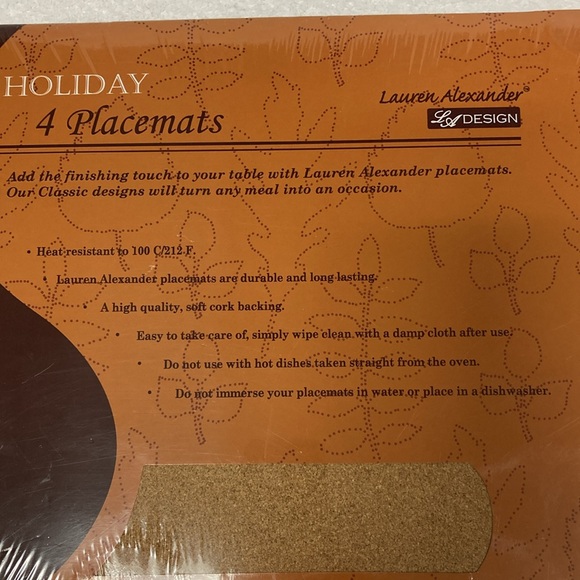 HOLIDAY
4 Placemats
Lauren Alexander™
LA DESIGN
Add the finishing touch to your table with Lauren Alexander placemats.
Our Classic designs will turn any meal into an occasion.
• Heat resistant to 100 C/212 F.
• Lauren Alexander placemats are durable and long lasting.
A high quality, soft cork backing.
• Easy to take care of, simply wipe clean with a damp cloth after use.
• Do not use with hot dishes taken straight from the oven.
• Do not immerse your placemats in water or place in a dishwasher.